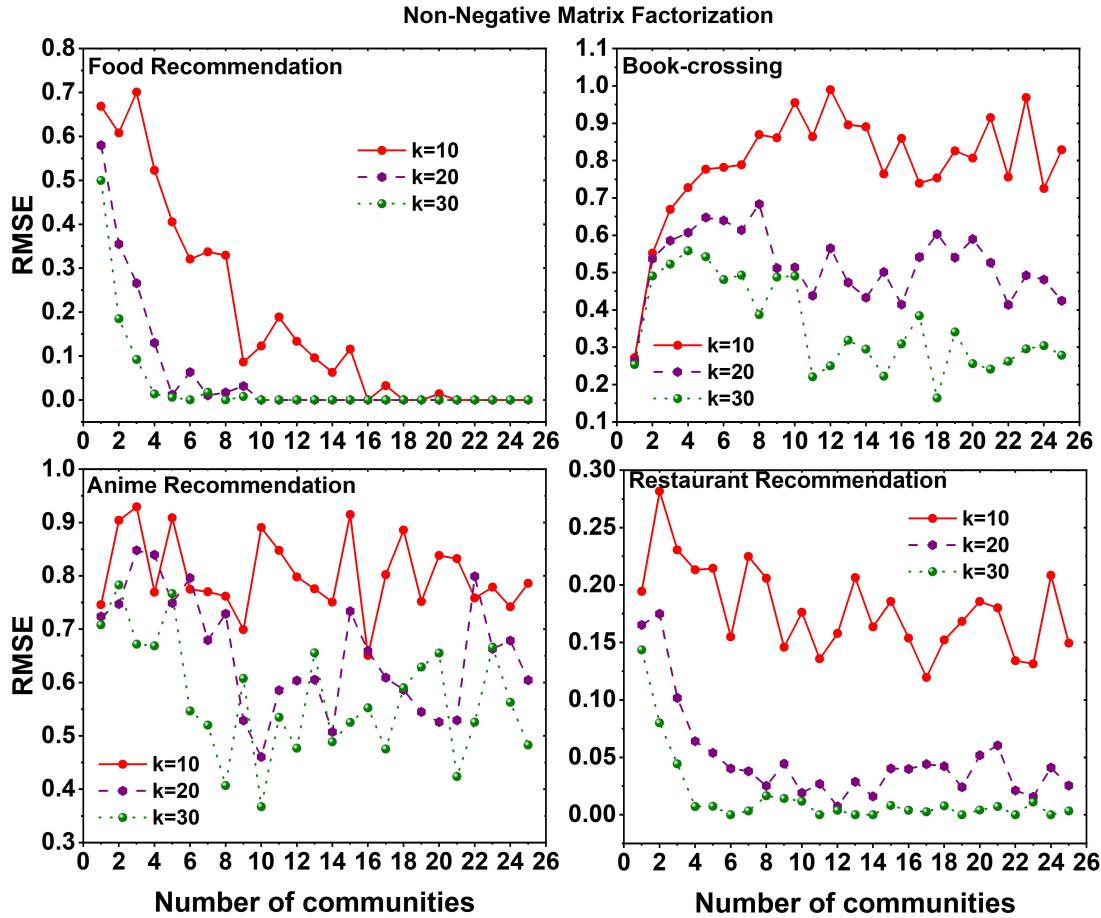 Non-Negative Matrix Factorization
Food Recommendation
RMSE
0.8
0.7
0.6
0.5
0.4
0.3
0.2
0.1
0.0
k=10
k=20
k=30
0 2 4 6 8 10 12 14 16 18 20 22 24 26
Book-crossing
1.1
1.0
0.9
0.8
0.7
0.6
0.5
0.4
0.3
0.2
0.1
k=10
k=20
k=30
0 2 4 6 8 10 12 14 16 18 20 22 24 26
Anime Recommendation
RMSE
1.0
0.9
0.8
0.7
0.6
0.5
0.4
0.3
k=10
k=20
k=30
0 2 4 6 8 10 12 14 16 18 20 22 24 26
Number of communities
Restaurant Recommendation
0.30
0.25
0.20
0.15
0.10
0.05
0.00
k=10
k=20
k=30
0 2 4 6 8 10 12 14 16 18 20 22 24 26
Number of communities